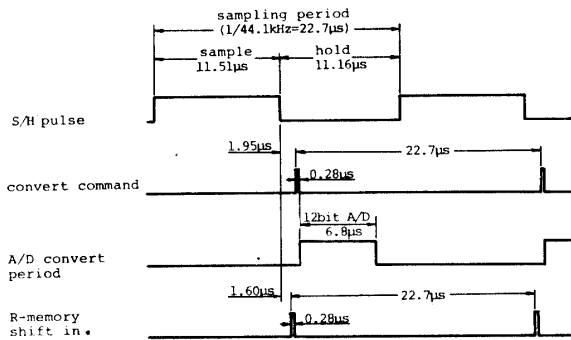 sampling period
(1/44.1kHz=22.7µs)
sample
11.51µs
hold
11.16µs
S/H pulse
1.95µs
22.7µs
0.28µs
convert command
12bit A/D
6.8µs
A/D convert
period
1.60µs
22.7µs
R-memory
shift in.
0.28µs